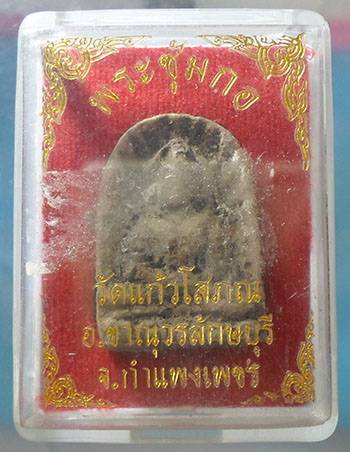 พระซุ้มกอ
วัดแก้วโสภณ
อ.ขาณุวรลักษบุรี
จ.กำแพงเพชร